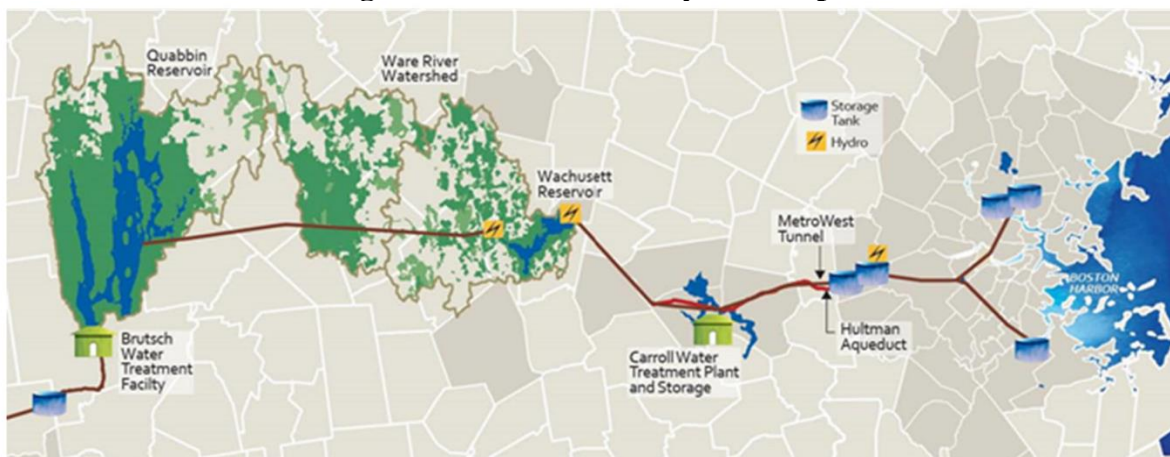 Quabbin
Reservoir
Ware River
Watershed
Storage
Tank
Hydro
Wachusett
Reservoir
MetroWest
Tunnel
BOSTON
HARBOR
Brutsch
Water
Treatment
Facilty
Carroll Water
Treatment Plant
and Storage
Hultman
Aqueduct